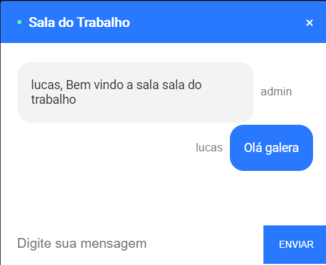 Sala do Trabalho ×
lucas, Bem vindo a sala sala do
trabalho
admin
lucas
Olá galera
Digite sua mensagem
ENVIAR